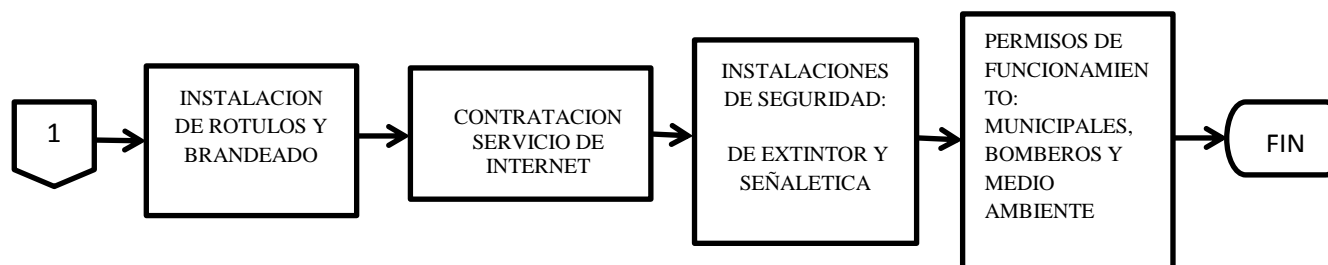 1
INSTALACION
DE ROTULOS Y
BRANDEADO
CONTRATACION
SERVICIO DE
INTERNET
INSTALACIONES
DE SEGURIDAD:
DE EXTINTOR Y
SEÑALETICA
PERMISOS DE
FUNCIONAMIEN
TO:
MUNICIPALES,
BOMBEROS Y
MEDIO
AMBIENTE
FIN